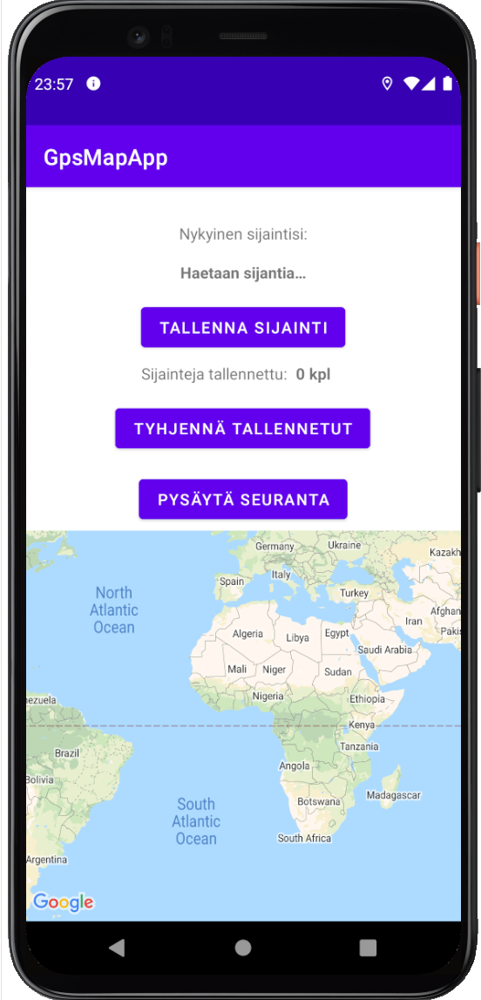 23:57
GpsMapApp
Nykyinen sijaintisi:
Haetaan sijantia...
TALLENNA SIJAINTI
Sijainteja tallennettu: 0 kpl
TYHJENNÄ TALLENNETUT
PYSÄYTÄ SEURANTA
Germany
Ukraine
Kazakh
Spain
Italy
Turkey
North
Atlantic
Ocean
Afghan
Iran
Pakis
Algeria
Libya
Egypt
Saudi Arabia
Mali
Niger
Sudan
Nigeria
Ethiopia
nezuela
Kenya
Brazil
Tanzania
Bolivia
Angola
Botswana
Madagascar
South
Atlantic
Ocean
South Africa
Argentina
Google